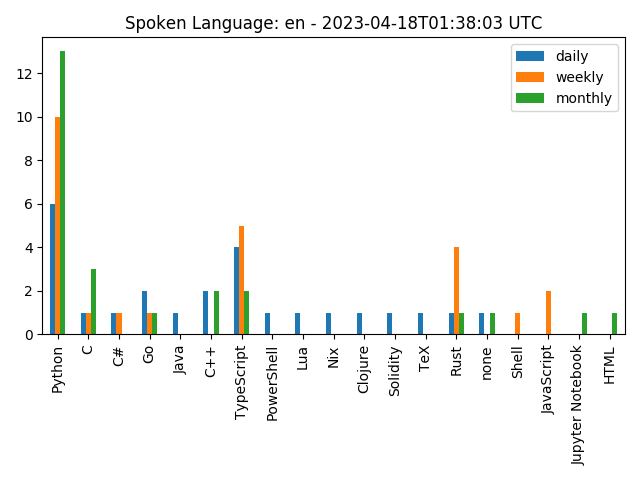 Spoken Language: en - 2023-04-18T01:38:03 UTC
daily
weekly
monthly
12
10
8
6
4
2
0
Python
C
C#
Go
Java
C++
TypeScript
PowerShell
Lua
Nix
Clojure
Solidity
TeX
Rust
none
Shell
JavaScript
Jupyter Notebook
HTML